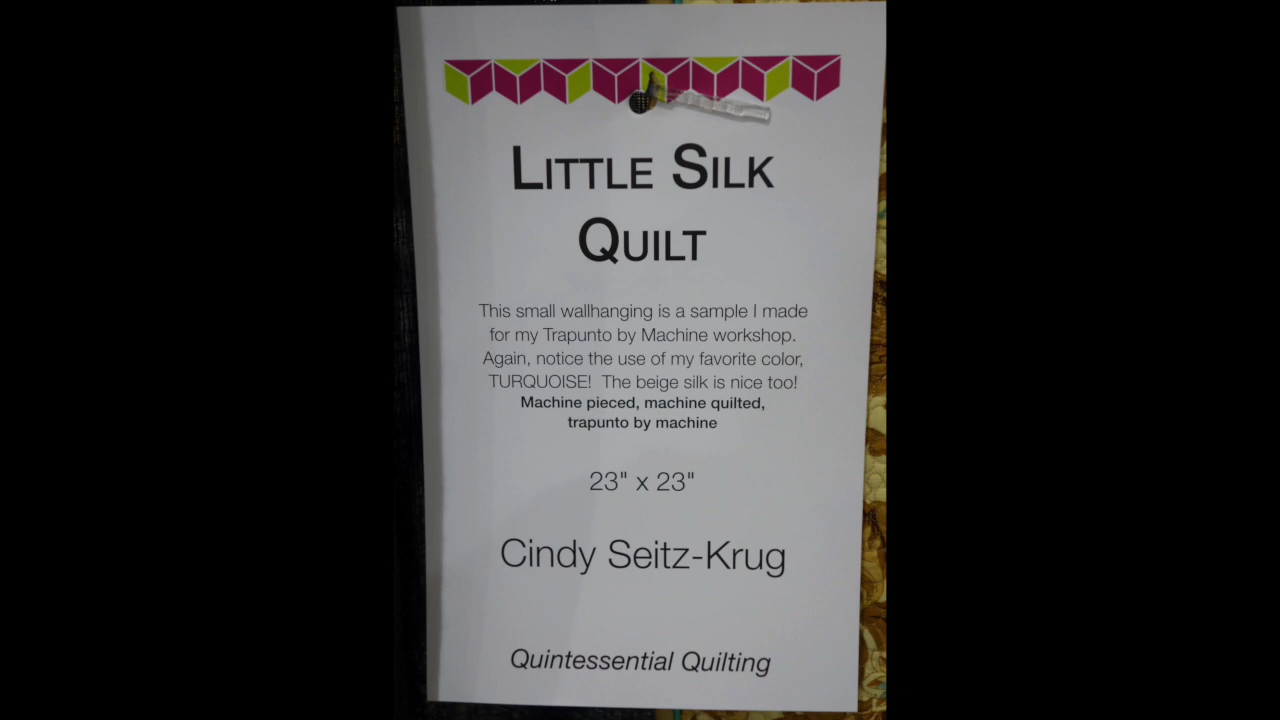 LITTLE SILK
QUILT
This small wallhanging is a sample I made
for my Trapunto by Machine workshop.
Again, notice the use of my favorite color,
TURQUOISE!  The beige silk is nice too!
Machine pieced, machine quilted,
trapunto by machine
23" x 23"
Cindy Seitz-Krug
Quintessential Quilting